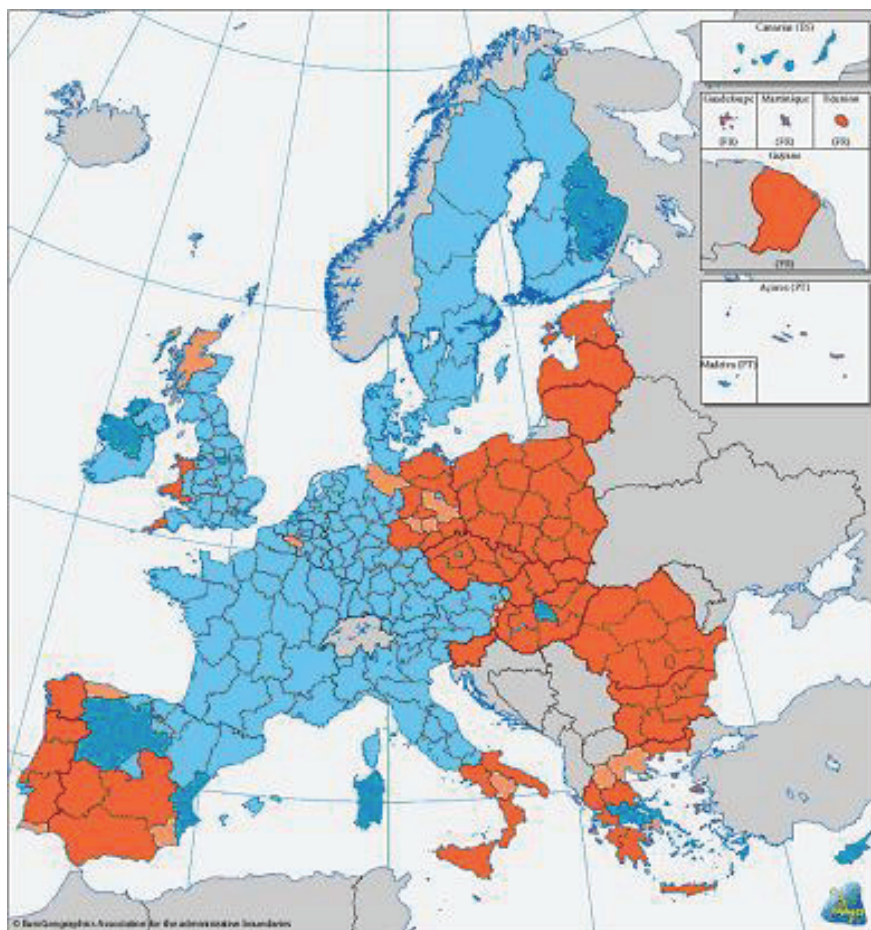 Canarias (ES)
Guadeloupe Martinique Réunion
(FR) (FR) (FR)
Guyane
(FR)
Açores (PT)
Madeira (PT)
© EuroGeographics Association for the administrative boundaries